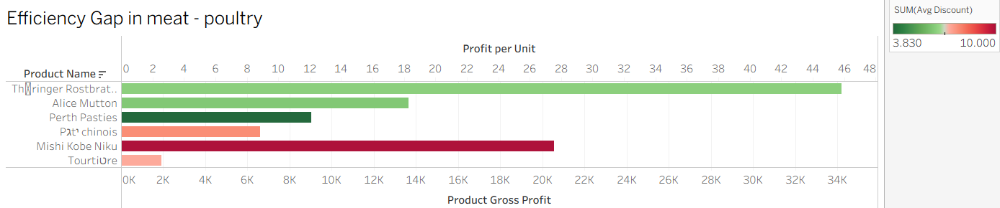 Efficiency Gap in meat - poultry
SUM(Avg Discount)
3.830 10.000
Profit per Unit
Product Name
0 2 4 6 8 10 12 14 16 18 20 22 24 26 28 30 32 34 36 38 40 42 44 46 48
Th ringer Rostbrat..
Alice Mutton
Perth Pasties
Pגtי chinois
Mishi Kobe Niku
Tourtiטre
0K 2K 4K 6K 8K 10K 12K 14K 16K 18K 20K 22K 24K 26K 28K 30K 32K 34K
Product Gross Profit